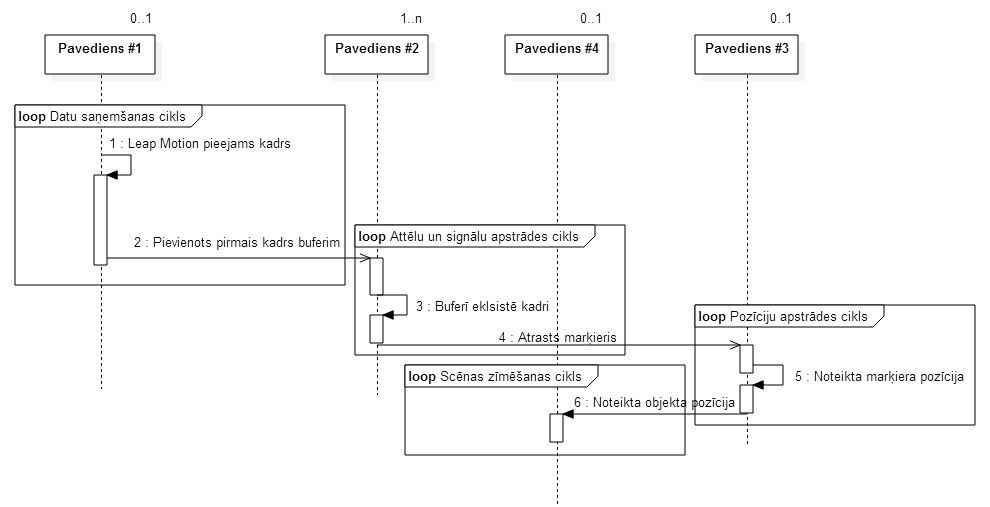 0..1
1..n
0..1
0..1
Pavediens #1
Pavediens #2
Pavediens #4
Pavediens #3
loop Datu saņemšanas cikls
1 : Leap Motion pieejams kadrs
2 : Pievienots pirmais kadrs buferim
loop Attēlu un signālu apstrādes cikls
3 : Buferī eklsistē kadri
loop Pozīciju apstrādes cikls
4 : Atrasts marķieris
loop Scēnas zīmēšanas cikls
5 : Noteikta marķiera pozīcija
6 : Noteikta objekta pozīcija